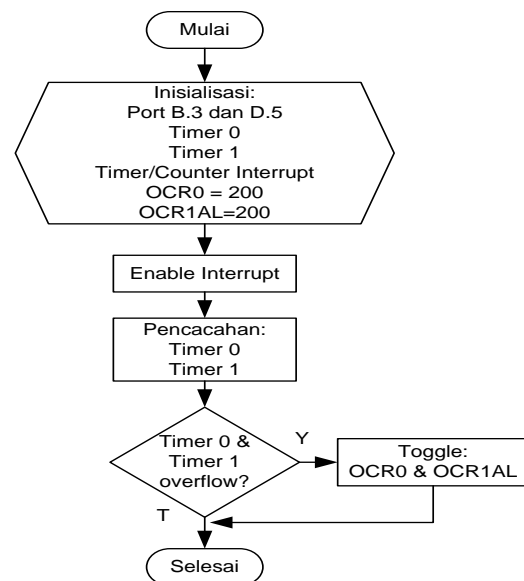 Mulai
Inisialisasi:
Port B.3 dan D.5
Timer 0
Timer 1
Timer/Counter Interrupt
OCR0 = 200
OCR1AL=200
Enable Interrupt
Pencacahan:
Timer 0
Timer 1
Timer 0 &
Timer 1
overflow?
Y
Toggle:
OCR0 & OCR1AL
T
Selesai